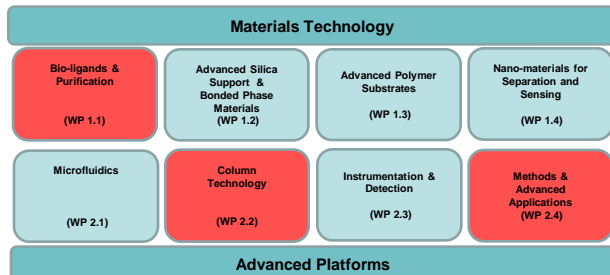 Materials Technology
Bio-ligands &
Purification
(WP 1.1)
Advanced Silica
Support &
Bonded Phase
Materials
(WP 1.2)
Advanced Polymer
Substrates
(WP 1.3)
Nano-materials for
Separation and
Sensing
(WP 1.4)
Microfluidics
(WP 2.1)
Column
Technology
(WP 2.2)
Instrumentation &
Detection
(WP 2.3)
Methods &
Advanced
Applications
(WP 2.4)
Advanced Platforms